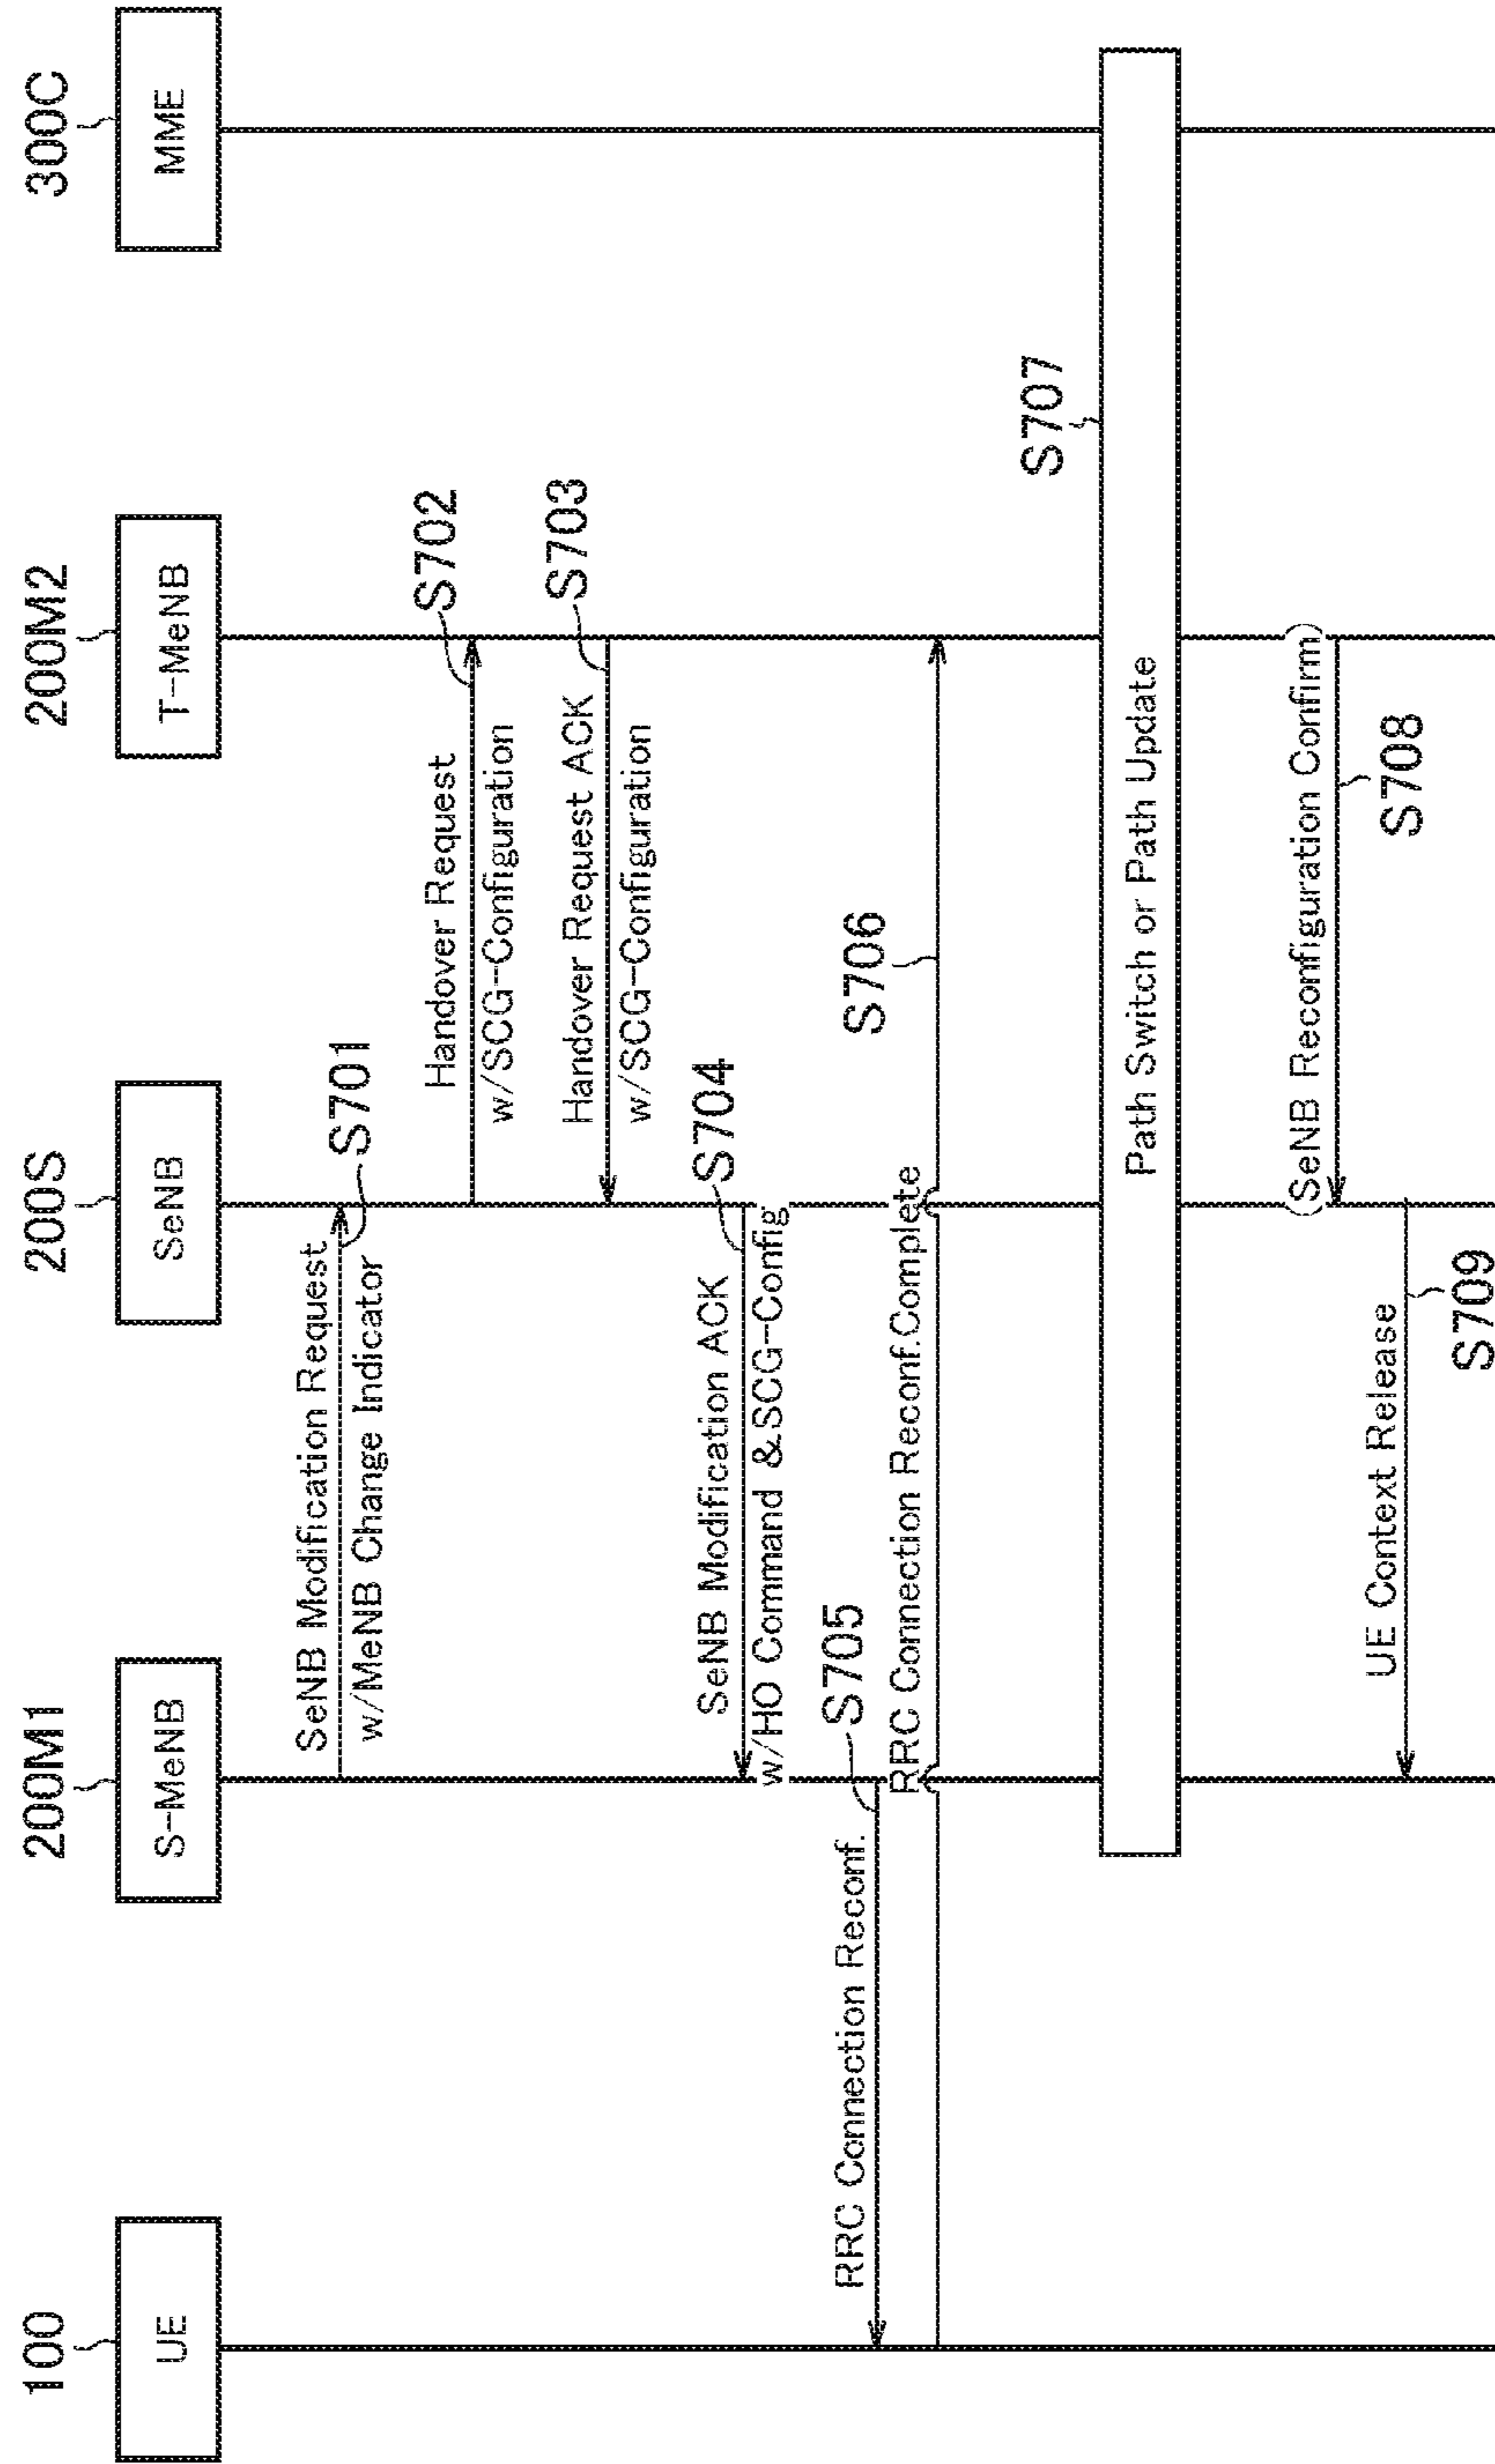 100
200M1
200S
200M2
300C
UE
S-MeNB
SeNB
T-MeNB
MME
SeNB Modification Request
w/MeNB Change Indicator
S701
Handover Request
w/SCG-Configuration
S702
Handover Request ACK
w/SCG-Configuration
S703
SeNB Modification ACK
w/HO Command &SCG-Config
S704
RRC Connection Reconf.
S705
RRC Connection Reconf.Complete
S706
S707
Path Switch or Path Update
(SeNB Reconfiguration Confirm)
S708
UE Context Release
S709